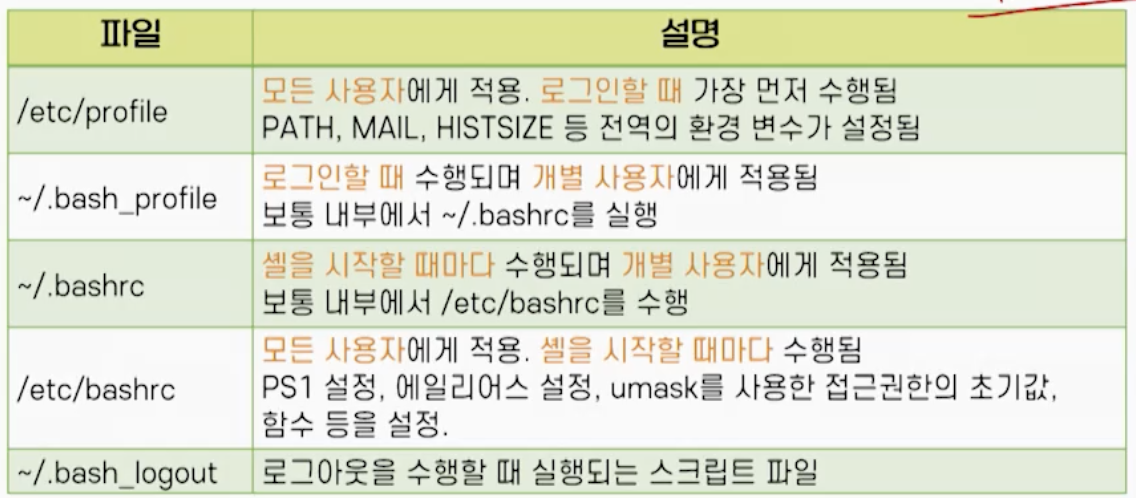 파일 설명
/etc/profile
모든 사용자에게 적용. 로그인할 때 가장 먼저 수행됨
PATH, MAIL, HISTSIZE 등 전역의 환경 변수가 설정됨
~/.bash_profile
로그인할 때 수행되며 개별 사용자에게 적용됨
보통 내부에서 ~/.bashrc를 실행
~/.bashrc
셸을 시작할 때마다 수행되며 개별 사용자에게 적용됨
보통 내부에서 /etc/bashrc를 수행
/etc/bashrc
모든 사용자에게 적용. 셸을 시작할 때마다 수행됨
PS1 설정, 에일리어스 설정, umask를 사용한 접근권한의 초기값,
함수 등을 설정.
~/.bash_logout 로그아웃을 수행할 때 실행되는 스크립트 파일